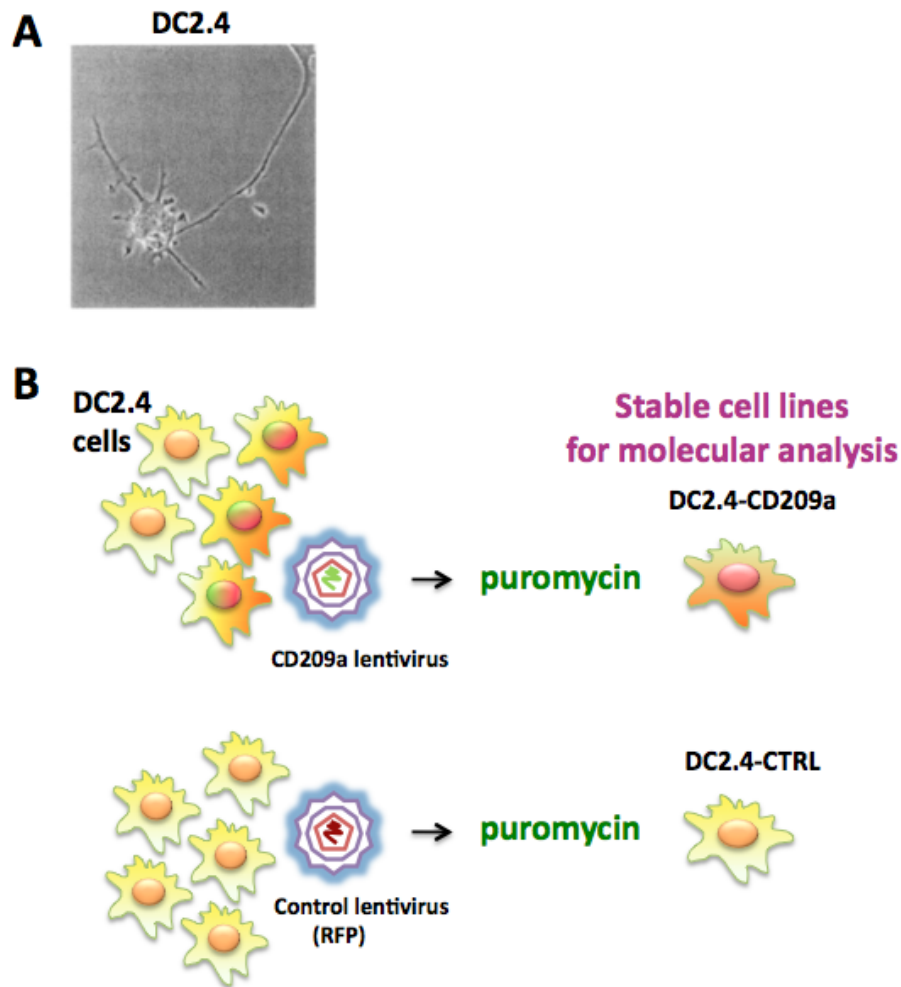 A
DC2.4
B
DC2.4
cells
Stable cell lines
for molecular analysis
DC2.4-CD209a
puromycin
CD209a lentivirus
DC2.4-CTRL
puromycin
Control lentivirus
(RFP)